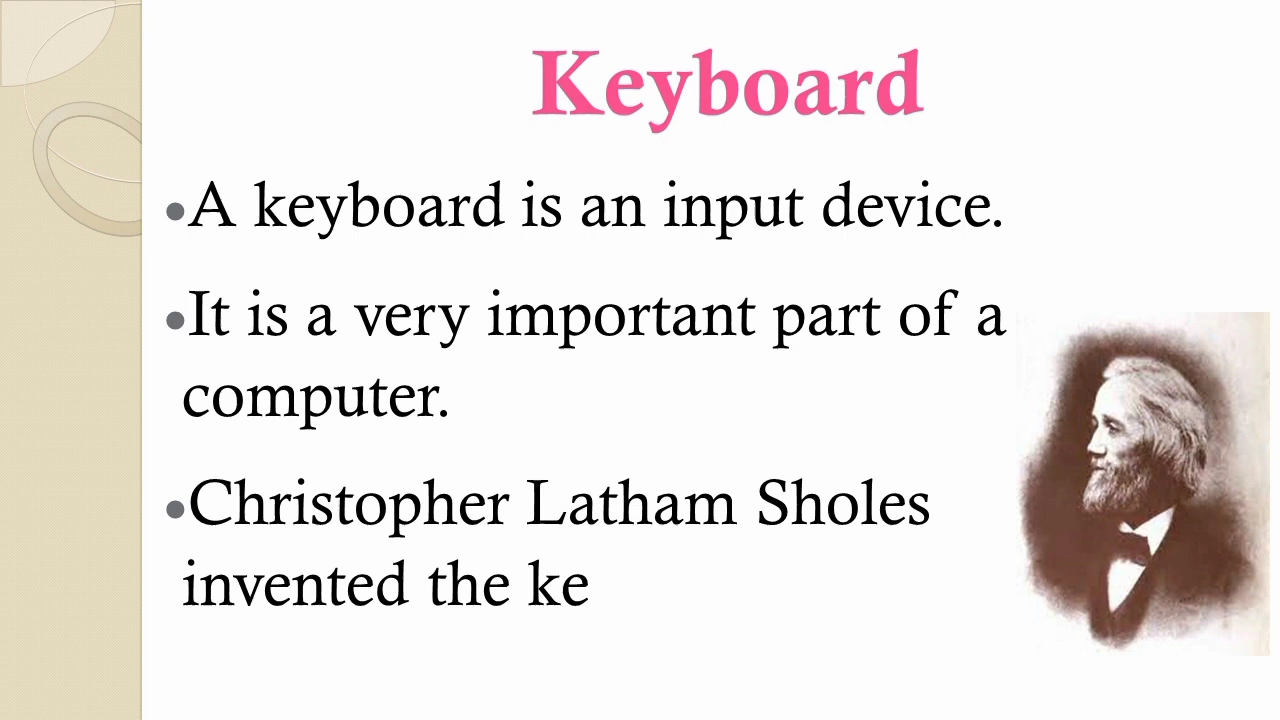 Keyboard
•A keyboard is an input device.
•It is a very important part of a
computer.
•Christopher Latham Sholes
invented the ke